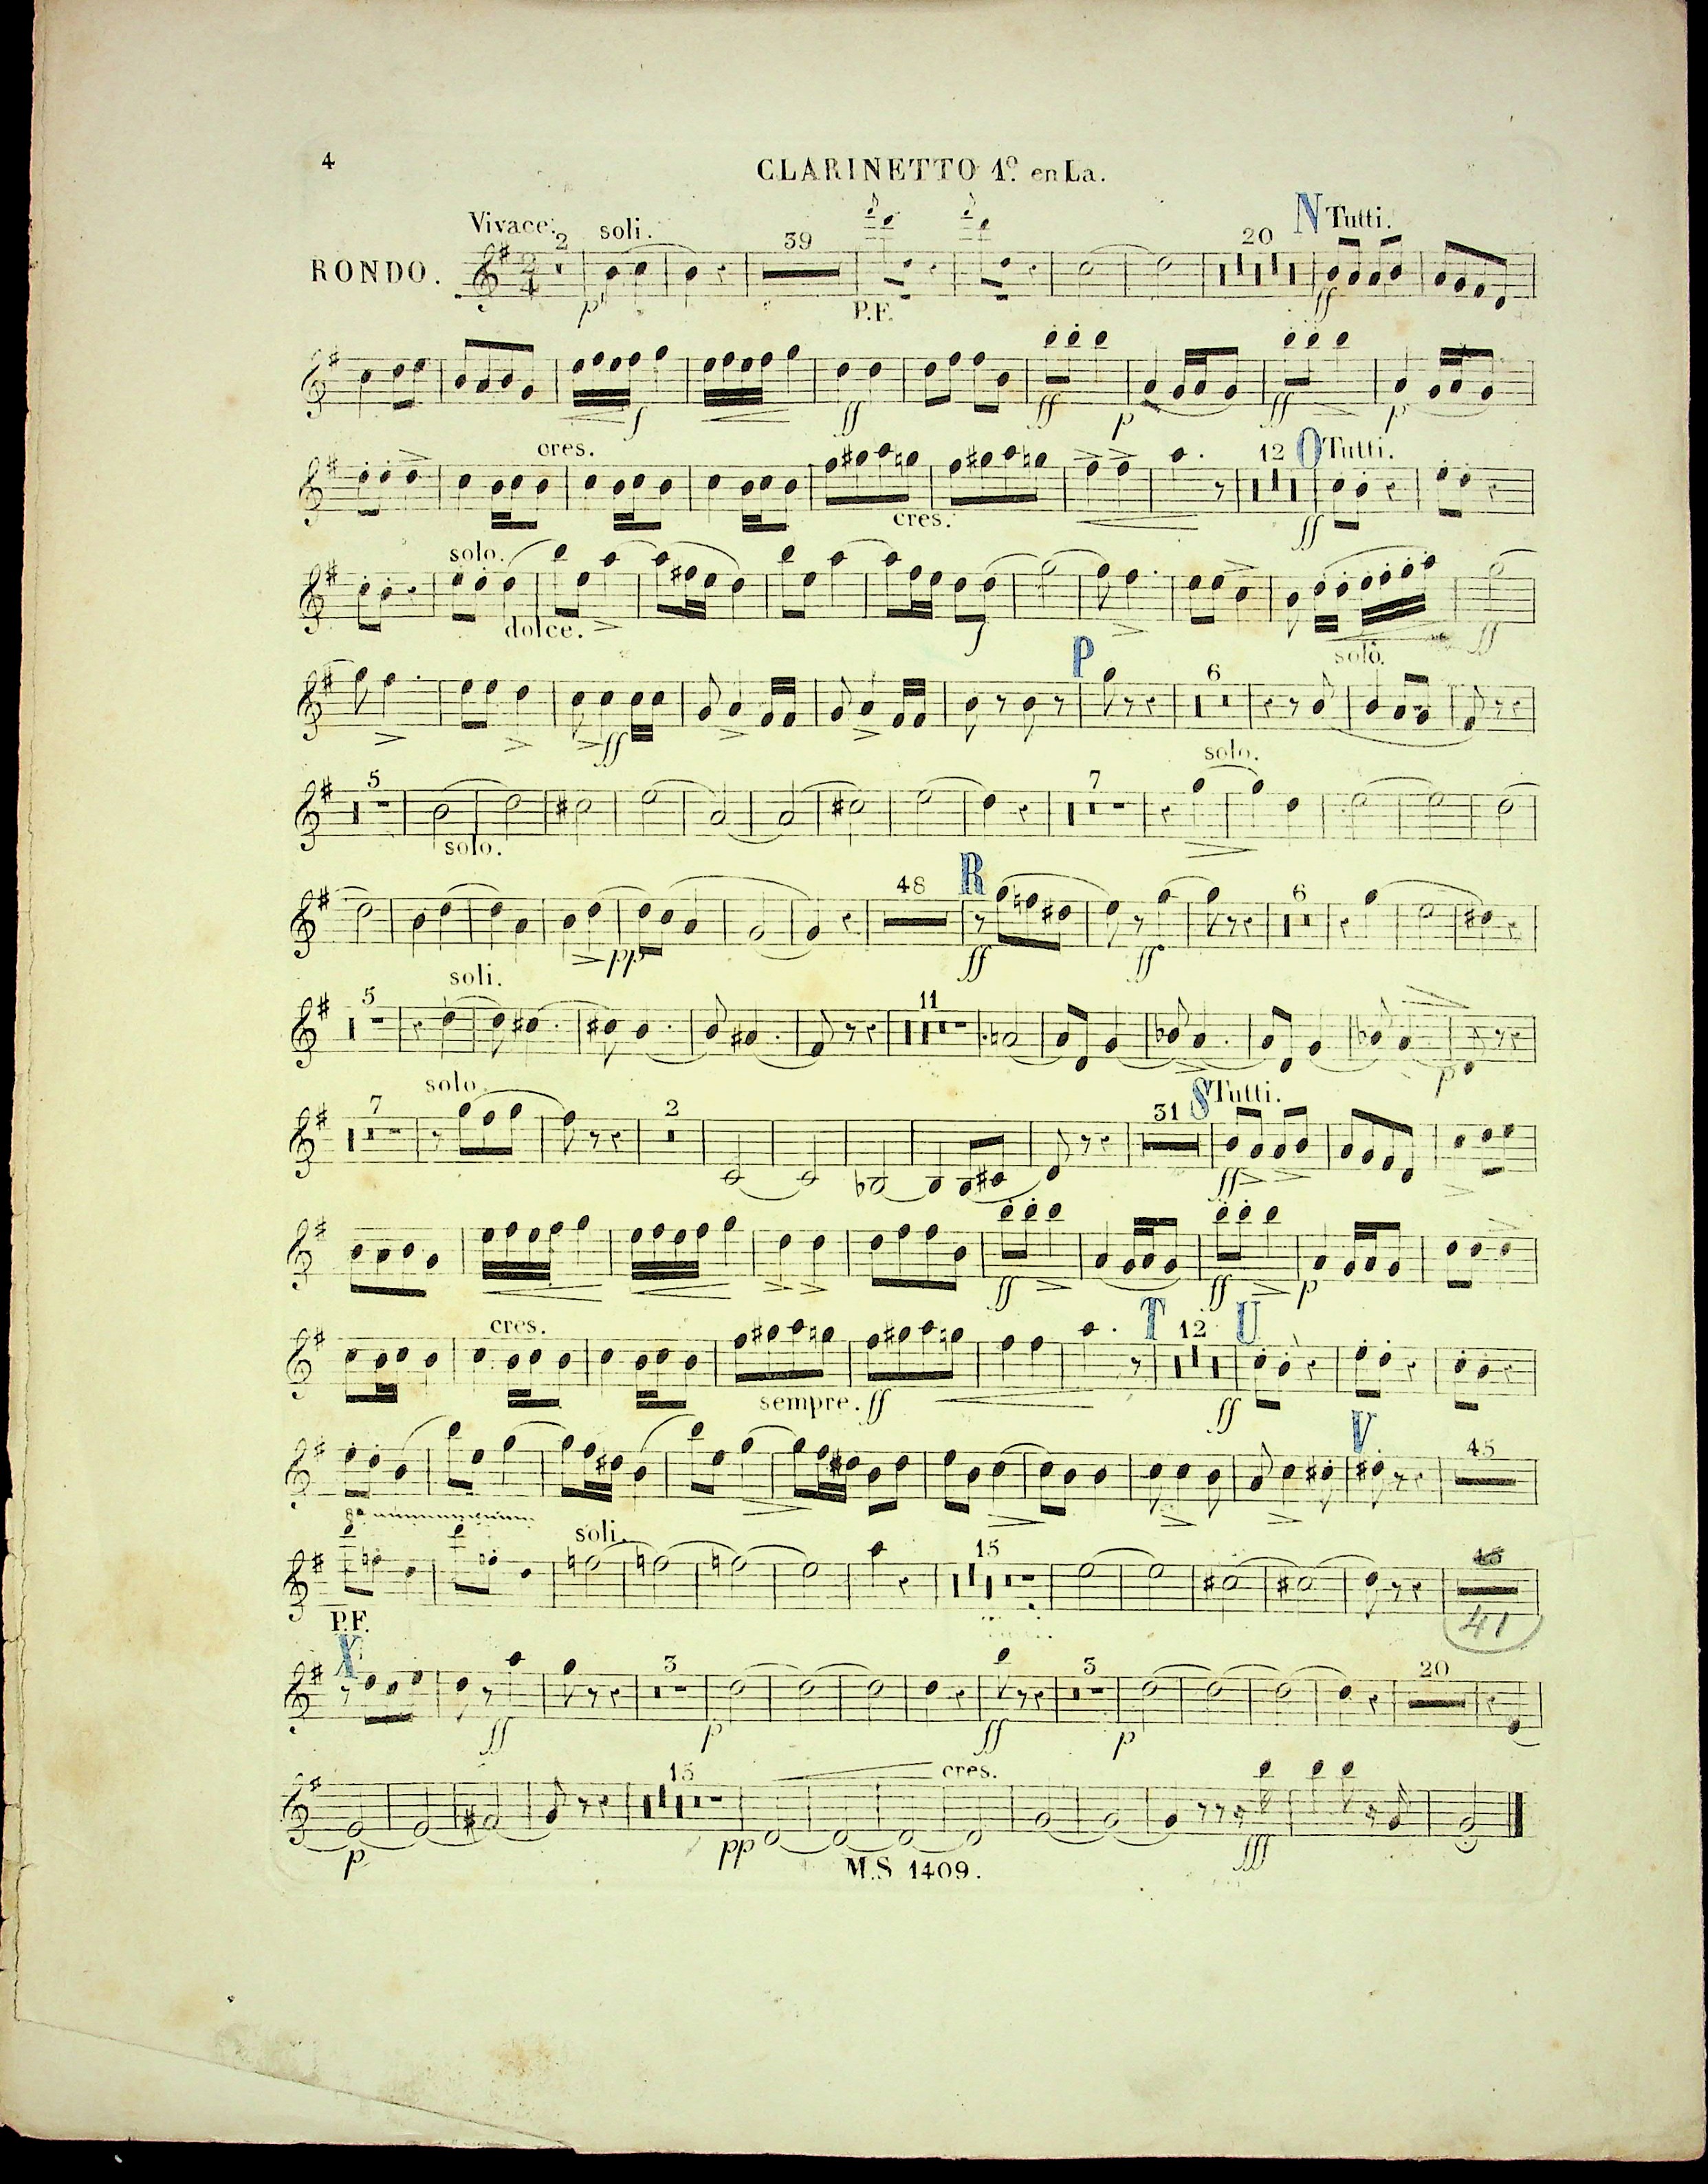 4
CLARINETTO 1º. en La.
Vivace. 2 soli. 39 20 N Tutti.
RONDO. 2/4
p P.F. ff
f ff ff p ff p
cres. 12 O Tutti.
cres. ff
solo.
dolce. f ff
P solo.
6
ff
5 7 solo.
solo.
48 R 6
pp ff ff
soli.
5 11
p
7 solo. 2 31 S Tutti.
ff
ff ff p
cres. T 12 U
sempre. ff ff
V 45
8ª soli. 15 45
P.F. 41
X 3 3 20
ff p ff p
15 cres.
p pp fff
M.S 1409.